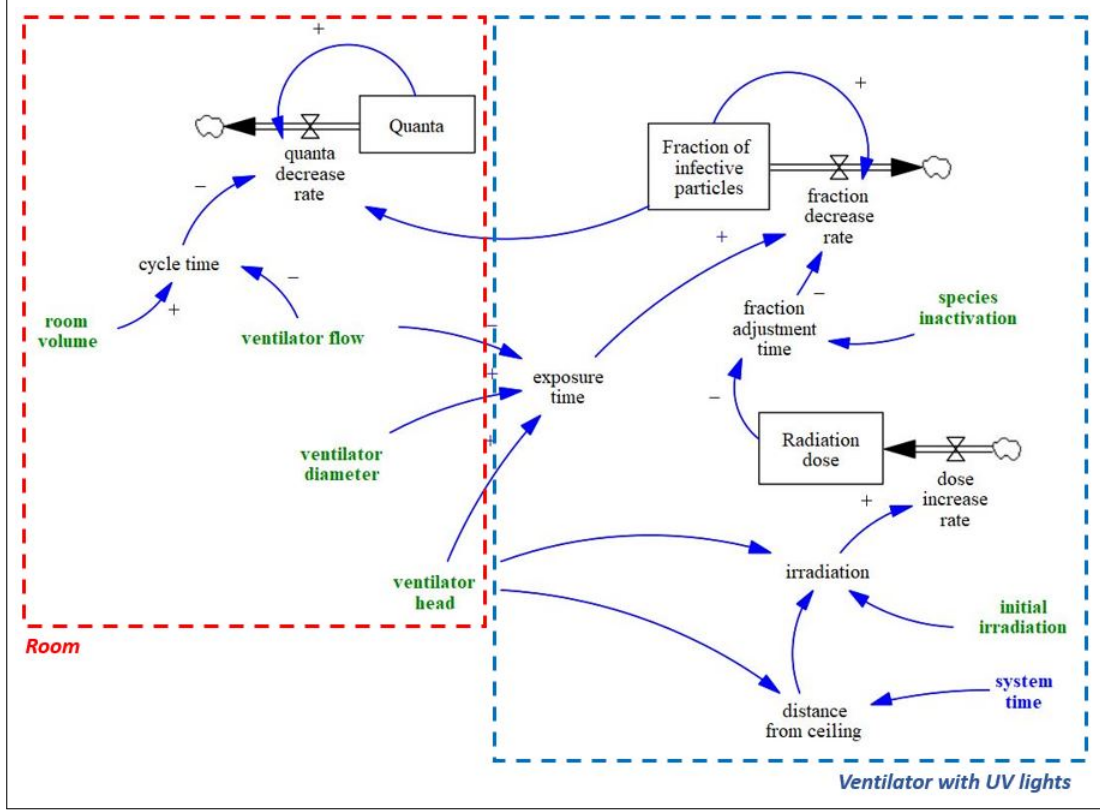 +
Quanta
quanta
decrease
rate
−
cycle time
room
volume
+
−
ventilator flow
ventilator
diameter
ventilator
head
Room
+
Fraction of
infective
particles
fraction
decrease
rate
+
−
+
+
exposure
time
fraction
adjustment
time
−
species
inactivation
−
Radiation
dose
dose
increase
rate
+
irradiation
initial
irradiation
system
time
distance
from ceiling
Ventilator with UV lights